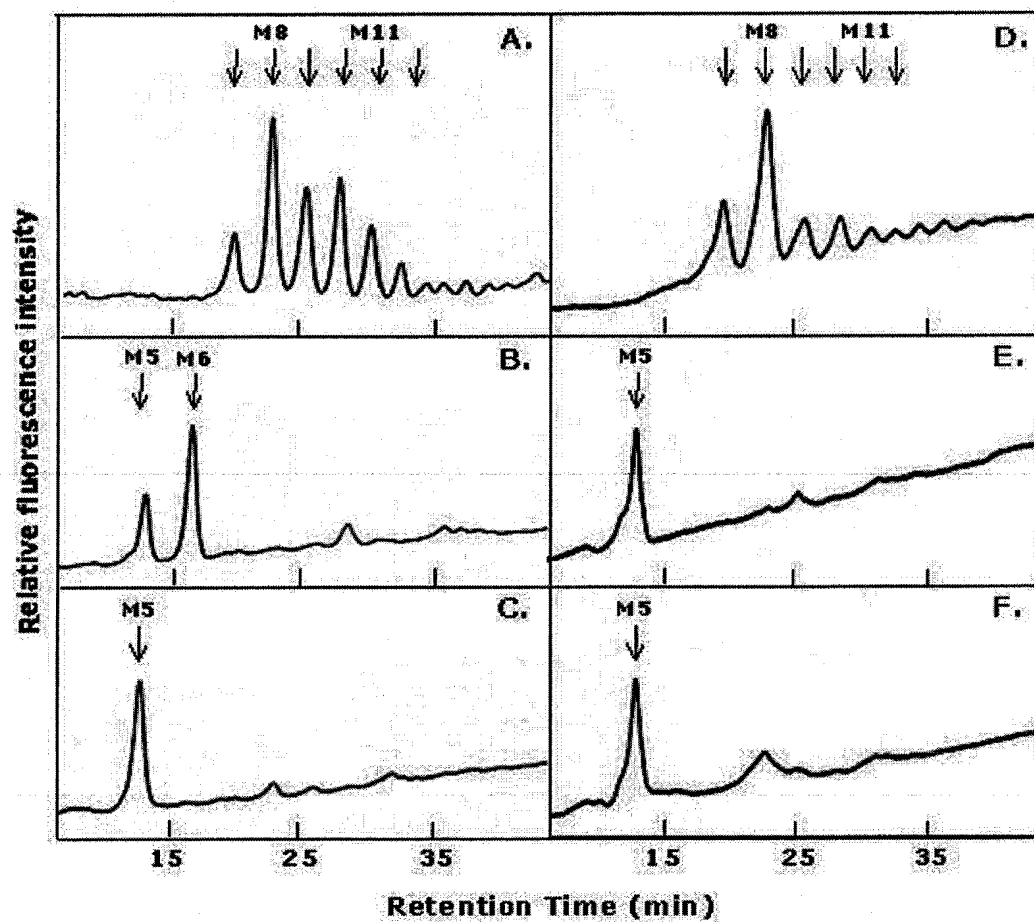 M8 M11 A.
M8 M11 D.
M5 M6 B.
M5 E.
M5 C.
M5 F.
15 25 35
15 25 35
Relative fluorescence intensity
Retention Time (min)